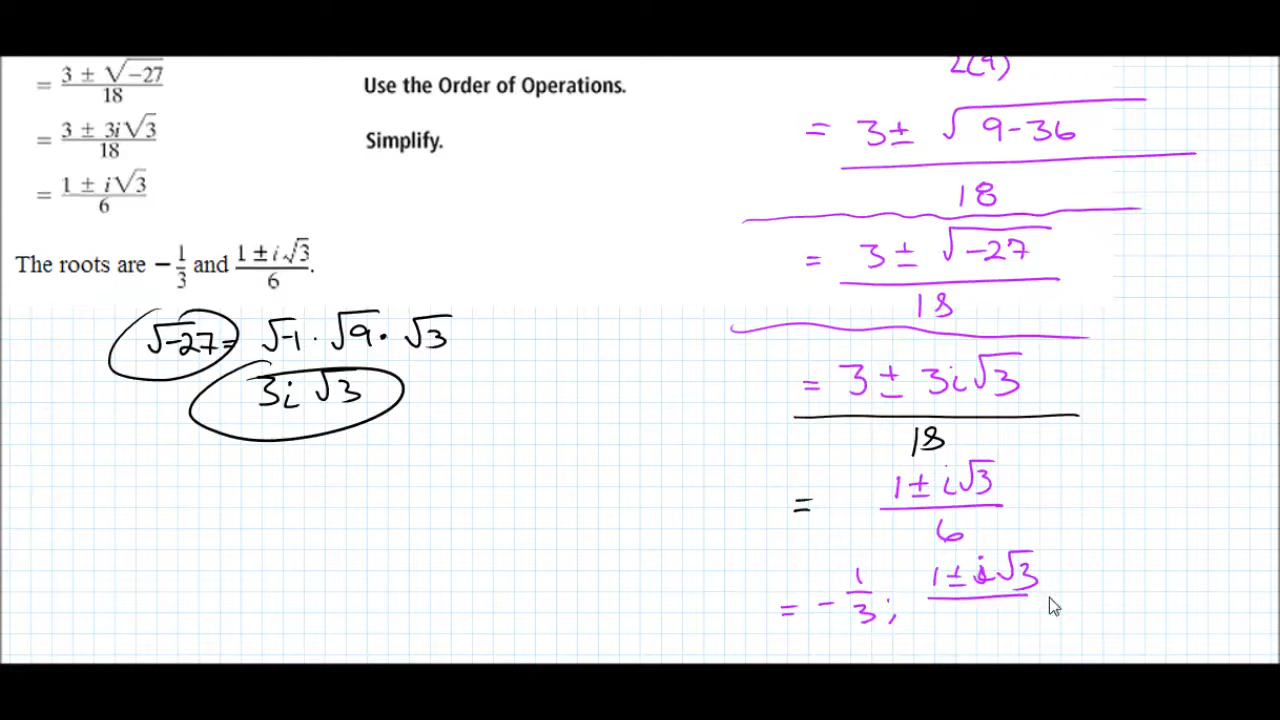 = 3 ± √−27 / 18 Use the Order of Operations.
= 3 ± 3i√3 / 18 Simplify.
= 1 ± i√3 / 6
The roots are − 1/3 and 1 ± i√3 / 6.
√-27 = √-1 · √9 · √3
3i √3
2(9)
= 3 ± √9-36 / 18
= 3 ± √-27 / 18
= 3 ± 3i√3 / 18
= 1 ± i√3 / 6
= - 1/3 ; 1 ± i√3